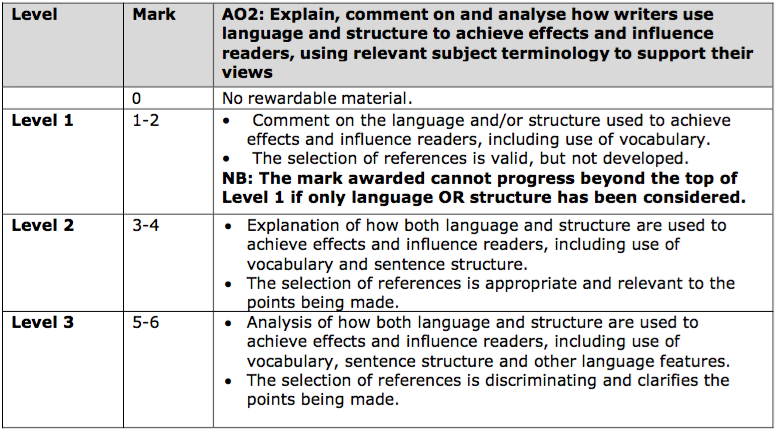 Level Mark AO2: Explain, comment on and analyse how writers use
language and structure to achieve effects and influence
readers, using relevant subject terminology to support their
views
0 No rewardable material.
Level 1 1-2 • Comment on the language and/or structure used to achieve
effects and influence readers, including use of vocabulary.
• The selection of references is valid, but not developed.
NB: The mark awarded cannot progress beyond the top of
Level 1 if only language OR structure has been considered.
Level 2 3-4 • Explanation of how both language and structure are used to
achieve effects and influence readers, including use of
vocabulary and sentence structure.
• The selection of references is appropriate and relevant to the
points being made.
Level 3 5-6 • Analysis of how both language and structure are used to
achieve effects and influence readers, including use of
vocabulary, sentence structure and other language features.
• The selection of references is discriminating and clarifies the
points being made.